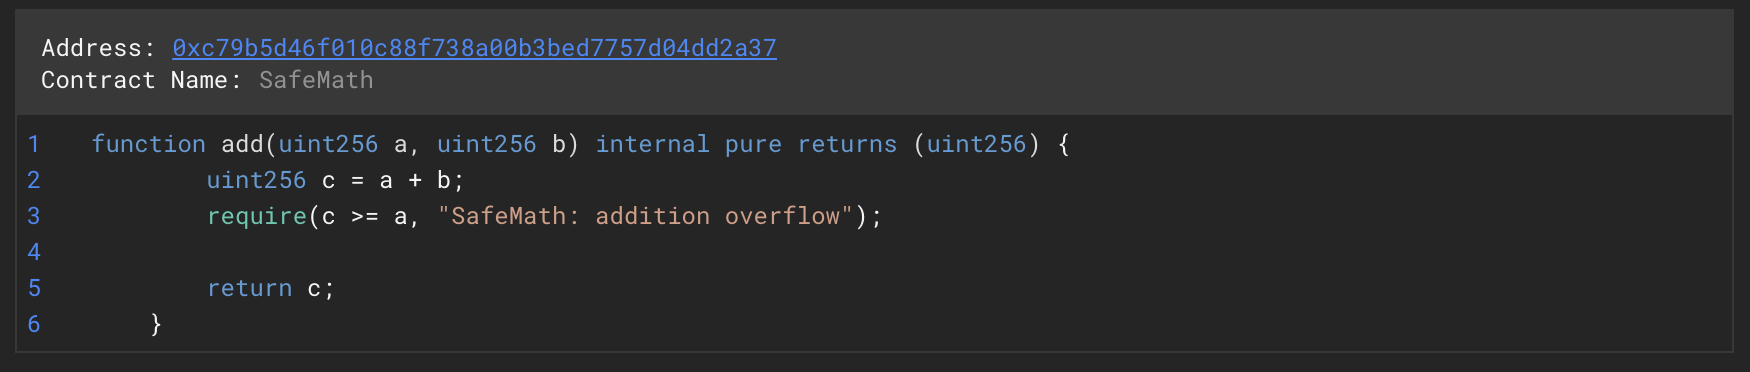 Address: 0xc79b5d46f010c88f738a00b3bed7757d04dd2a37
Contract Name: SafeMath
1 function add(uint256 a, uint256 b) internal pure returns (uint256) {
2 uint256 c = a + b;
3 require(c >= a, "SafeMath: addition overflow");
4
5 return c;
6 }